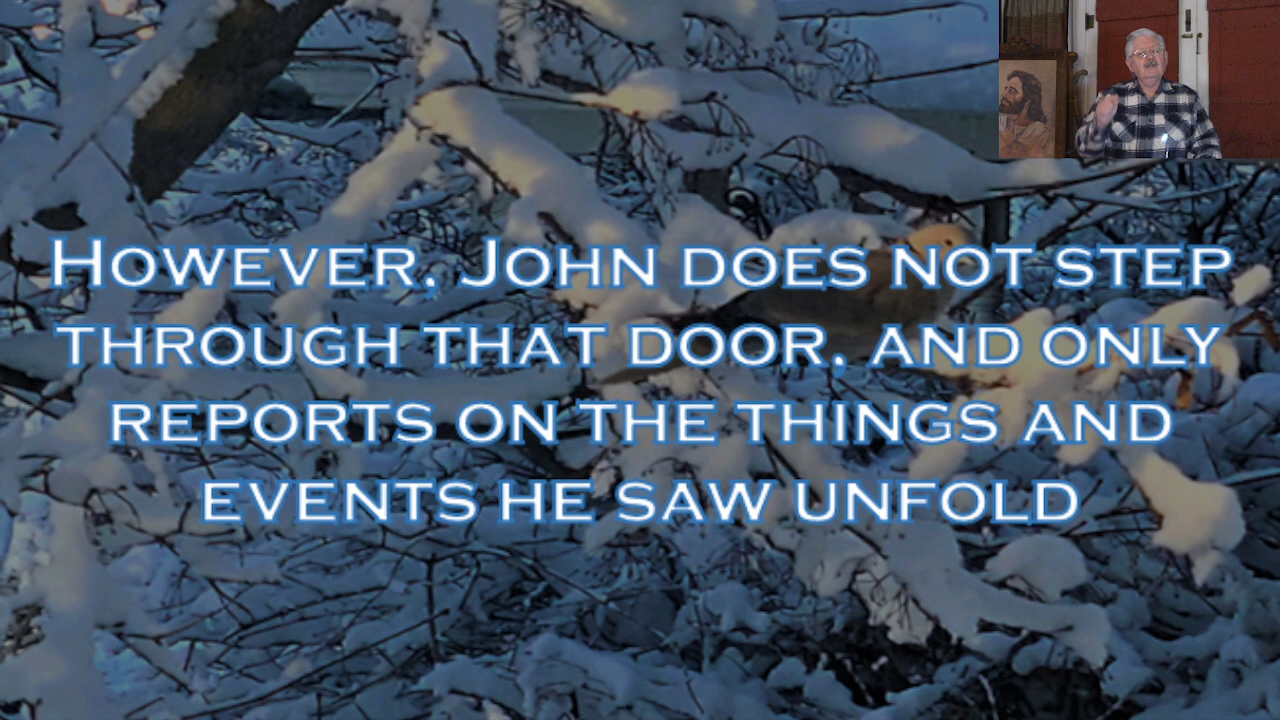 However, John does not step
through that door, and only
reports on the things and
events he saw unfold